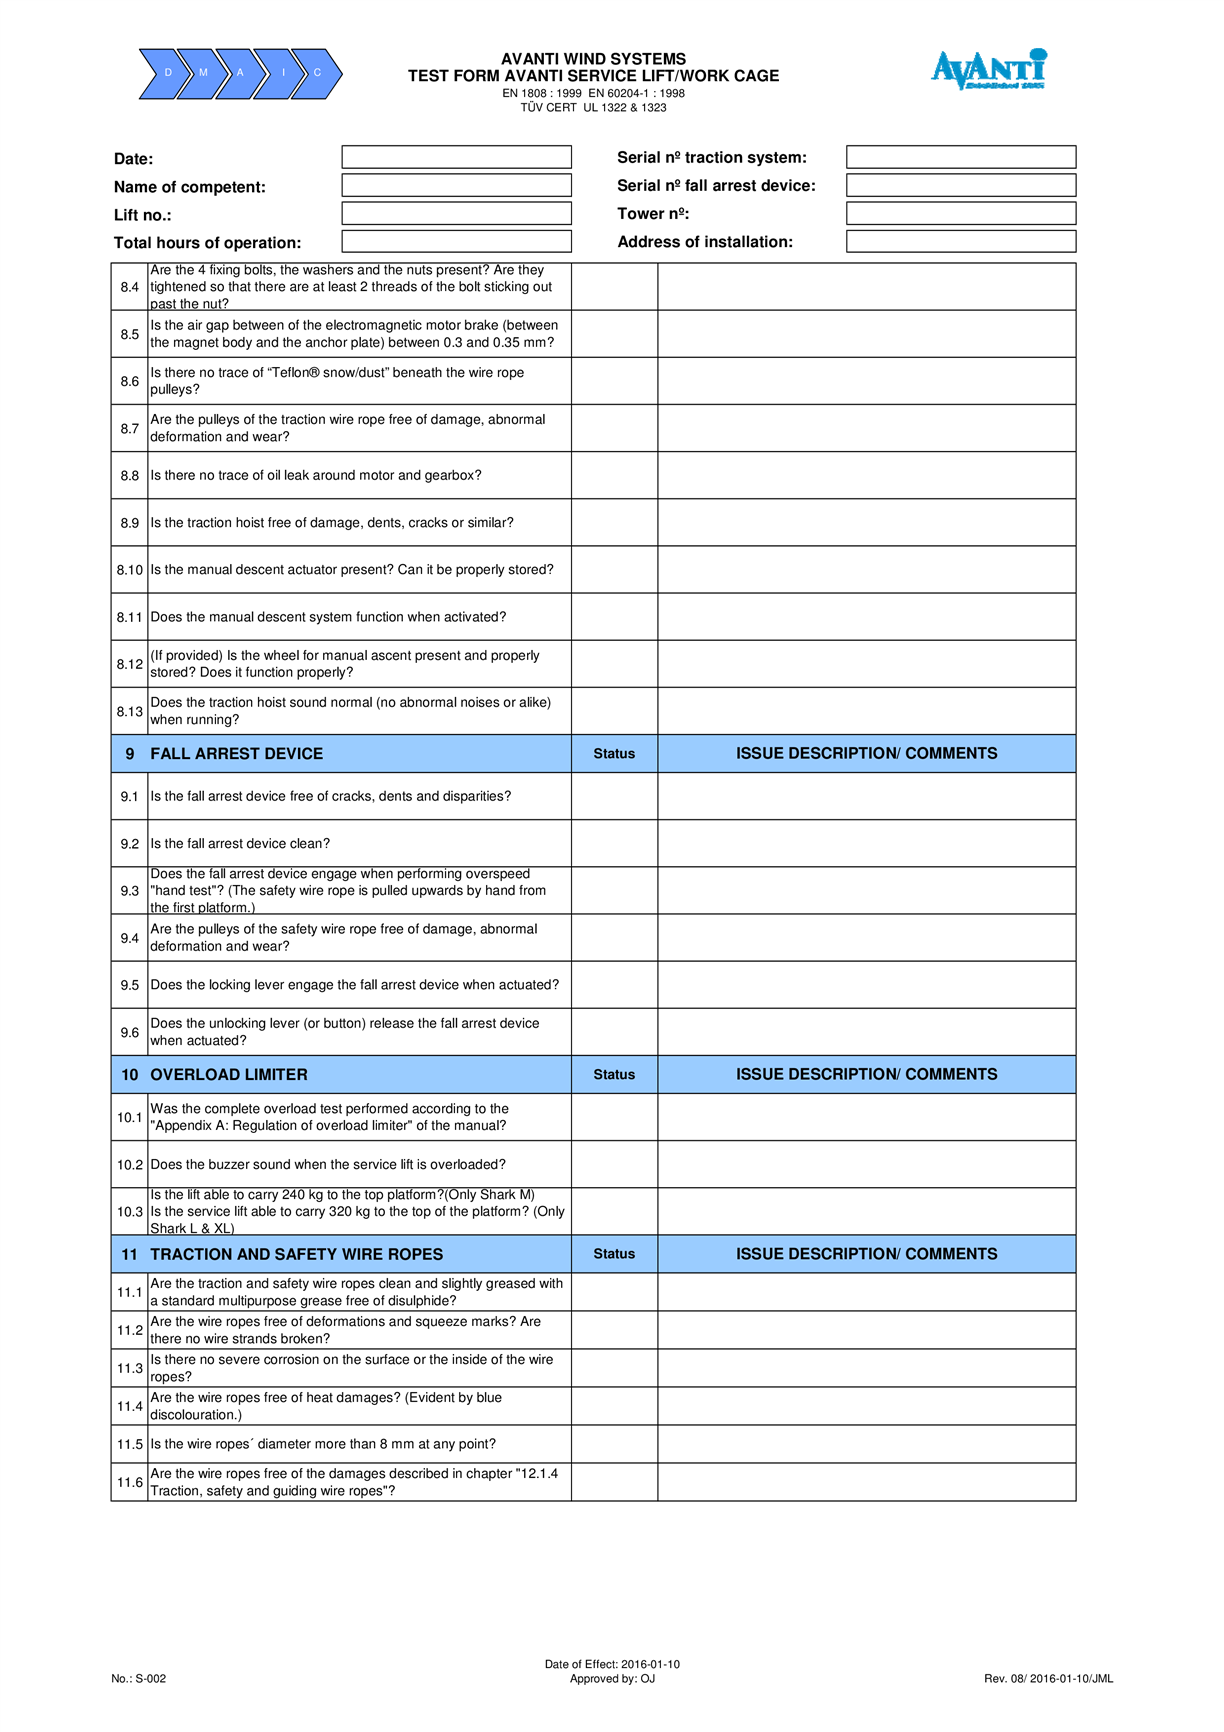 D M A I C
AVANTI WIND SYSTEMS
TEST FORM AVANTI SERVICE LIFT/WORK CAGE
EN 1808 : 1999  EN 60204-1 : 1998
TÜV CERT  UL 1322 & 1323
AVANTI
Established 1885
Date:
Serial nº traction system:
Name of competent:
Serial nº fall arrest device:
Lift no.:
Tower nº:
Total hours of operation:
Address of installation:
8.4 Are the 4 fixing bolts, the washers and the nuts present? Are they
tightened so that there are at least 2 threads of the bolt sticking out
past the nut?
8.5 Is the air gap between of the electromagnetic motor brake (between
the magnet body and the anchor plate) between 0.3 and 0.35 mm?
8.6 Is there no trace of “Teflon® snow/dust” beneath the wire rope
pulleys?
8.7 Are the pulleys of the traction wire rope free of damage, abnormal
deformation and wear?
8.8 Is there no trace of oil leak around motor and gearbox?
8.9 Is the traction hoist free of damage, dents, cracks or similar?
8.10 Is the manual descent actuator present? Can it be properly stored?
8.11 Does the manual descent system function when activated?
8.12 (If provided) Is the wheel for manual ascent present and properly
stored? Does it function properly?
8.13 Does the traction hoist sound normal (no abnormal noises or alike)
when running?
9 FALL ARREST DEVICE Status ISSUE DESCRIPTION/ COMMENTS
9.1 Is the fall arrest device free of cracks, dents and disparities?
9.2 Is the fall arrest device clean?
9.3 Does the fall arrest device engage when performing overspeed
"hand test"? (The safety wire rope is pulled upwards by hand from
the first platform.)
9.4 Are the pulleys of the safety wire rope free of damage, abnormal
deformation and wear?
9.5 Does the locking lever engage the fall arrest device when actuated?
9.6 Does the unlocking lever (or button) release the fall arrest device
when actuated?
10 OVERLOAD LIMITER Status ISSUE DESCRIPTION/ COMMENTS
10.1 Was the complete overload test performed according to the
"Appendix A: Regulation of overload limiter" of the manual?
10.2 Does the buzzer sound when the service lift is overloaded?
10.3 Is the lift able to carry 240 kg to the top platform?(Only Shark M)
Is the service lift able to carry 320 kg to the top of the platform? (Only
Shark L & XL)
11 TRACTION AND SAFETY WIRE ROPES Status ISSUE DESCRIPTION/ COMMENTS
11.1 Are the traction and safety wire ropes clean and slightly greased with
a standard multipurpose grease free of disulphide?
11.2 Are the wire ropes free of deformations and squeeze marks? Are
there no wire strands broken?
11.3 Is there no severe corrosion on the surface or the inside of the wire
ropes?
11.4 Are the wire ropes free of heat damages? (Evident by blue
discolouration.)
11.5 Is the wire ropes´ diameter more than 8 mm at any point?
11.6 Are the wire ropes free of the damages described in chapter "12.1.4
Traction, safety and guiding wire ropes"?
Date of Effect: 2016-01-10
No.: S-002
Approved by: OJ
Rev. 08/ 2016-01-10/JML